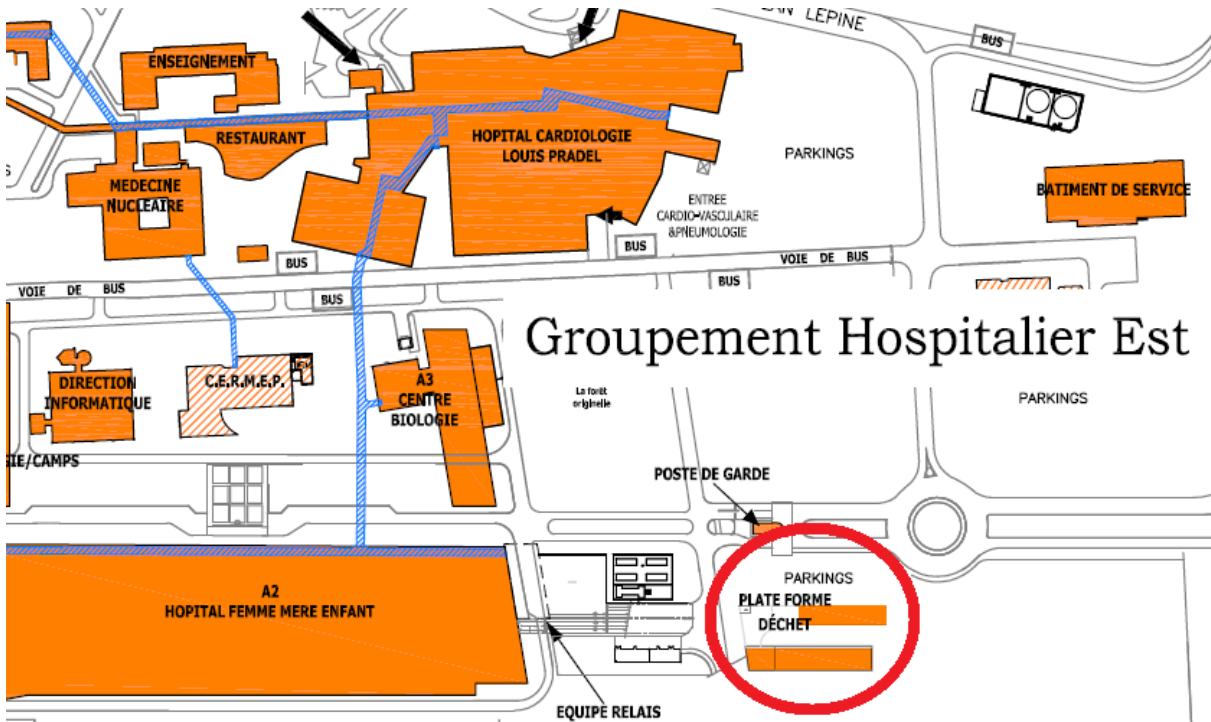 AN LEPINE
BUS
ENSEIGNEMENT
RESTAURANT
HOPITAL CARDIOLOGIE
LOUIS PRADEL
PARKINGS
MEDECINE
NUCLEAIRE
BATIMENT DE SERVICE
ENTREE
CARDIO-VASCULAIRE
&PNEUMOLOGIE
BUS
BUS
VOIE DE BUS
BUS
VOIE DE BUS
BUS
Groupement Hospitalier Est
DIRECTION
INFORMATIQUE
C.E.R.M.E.P.
A3
CENTRE
BIOLOGIE
La forêt
originelle
PARKINGS
GIE/CAMPS
POSTE DE GARDE
A2
HOPITAL FEMME MERE ENFANT
PARKINGS
PLATE FORME
DÉCHET
EQUIPE RELAIS